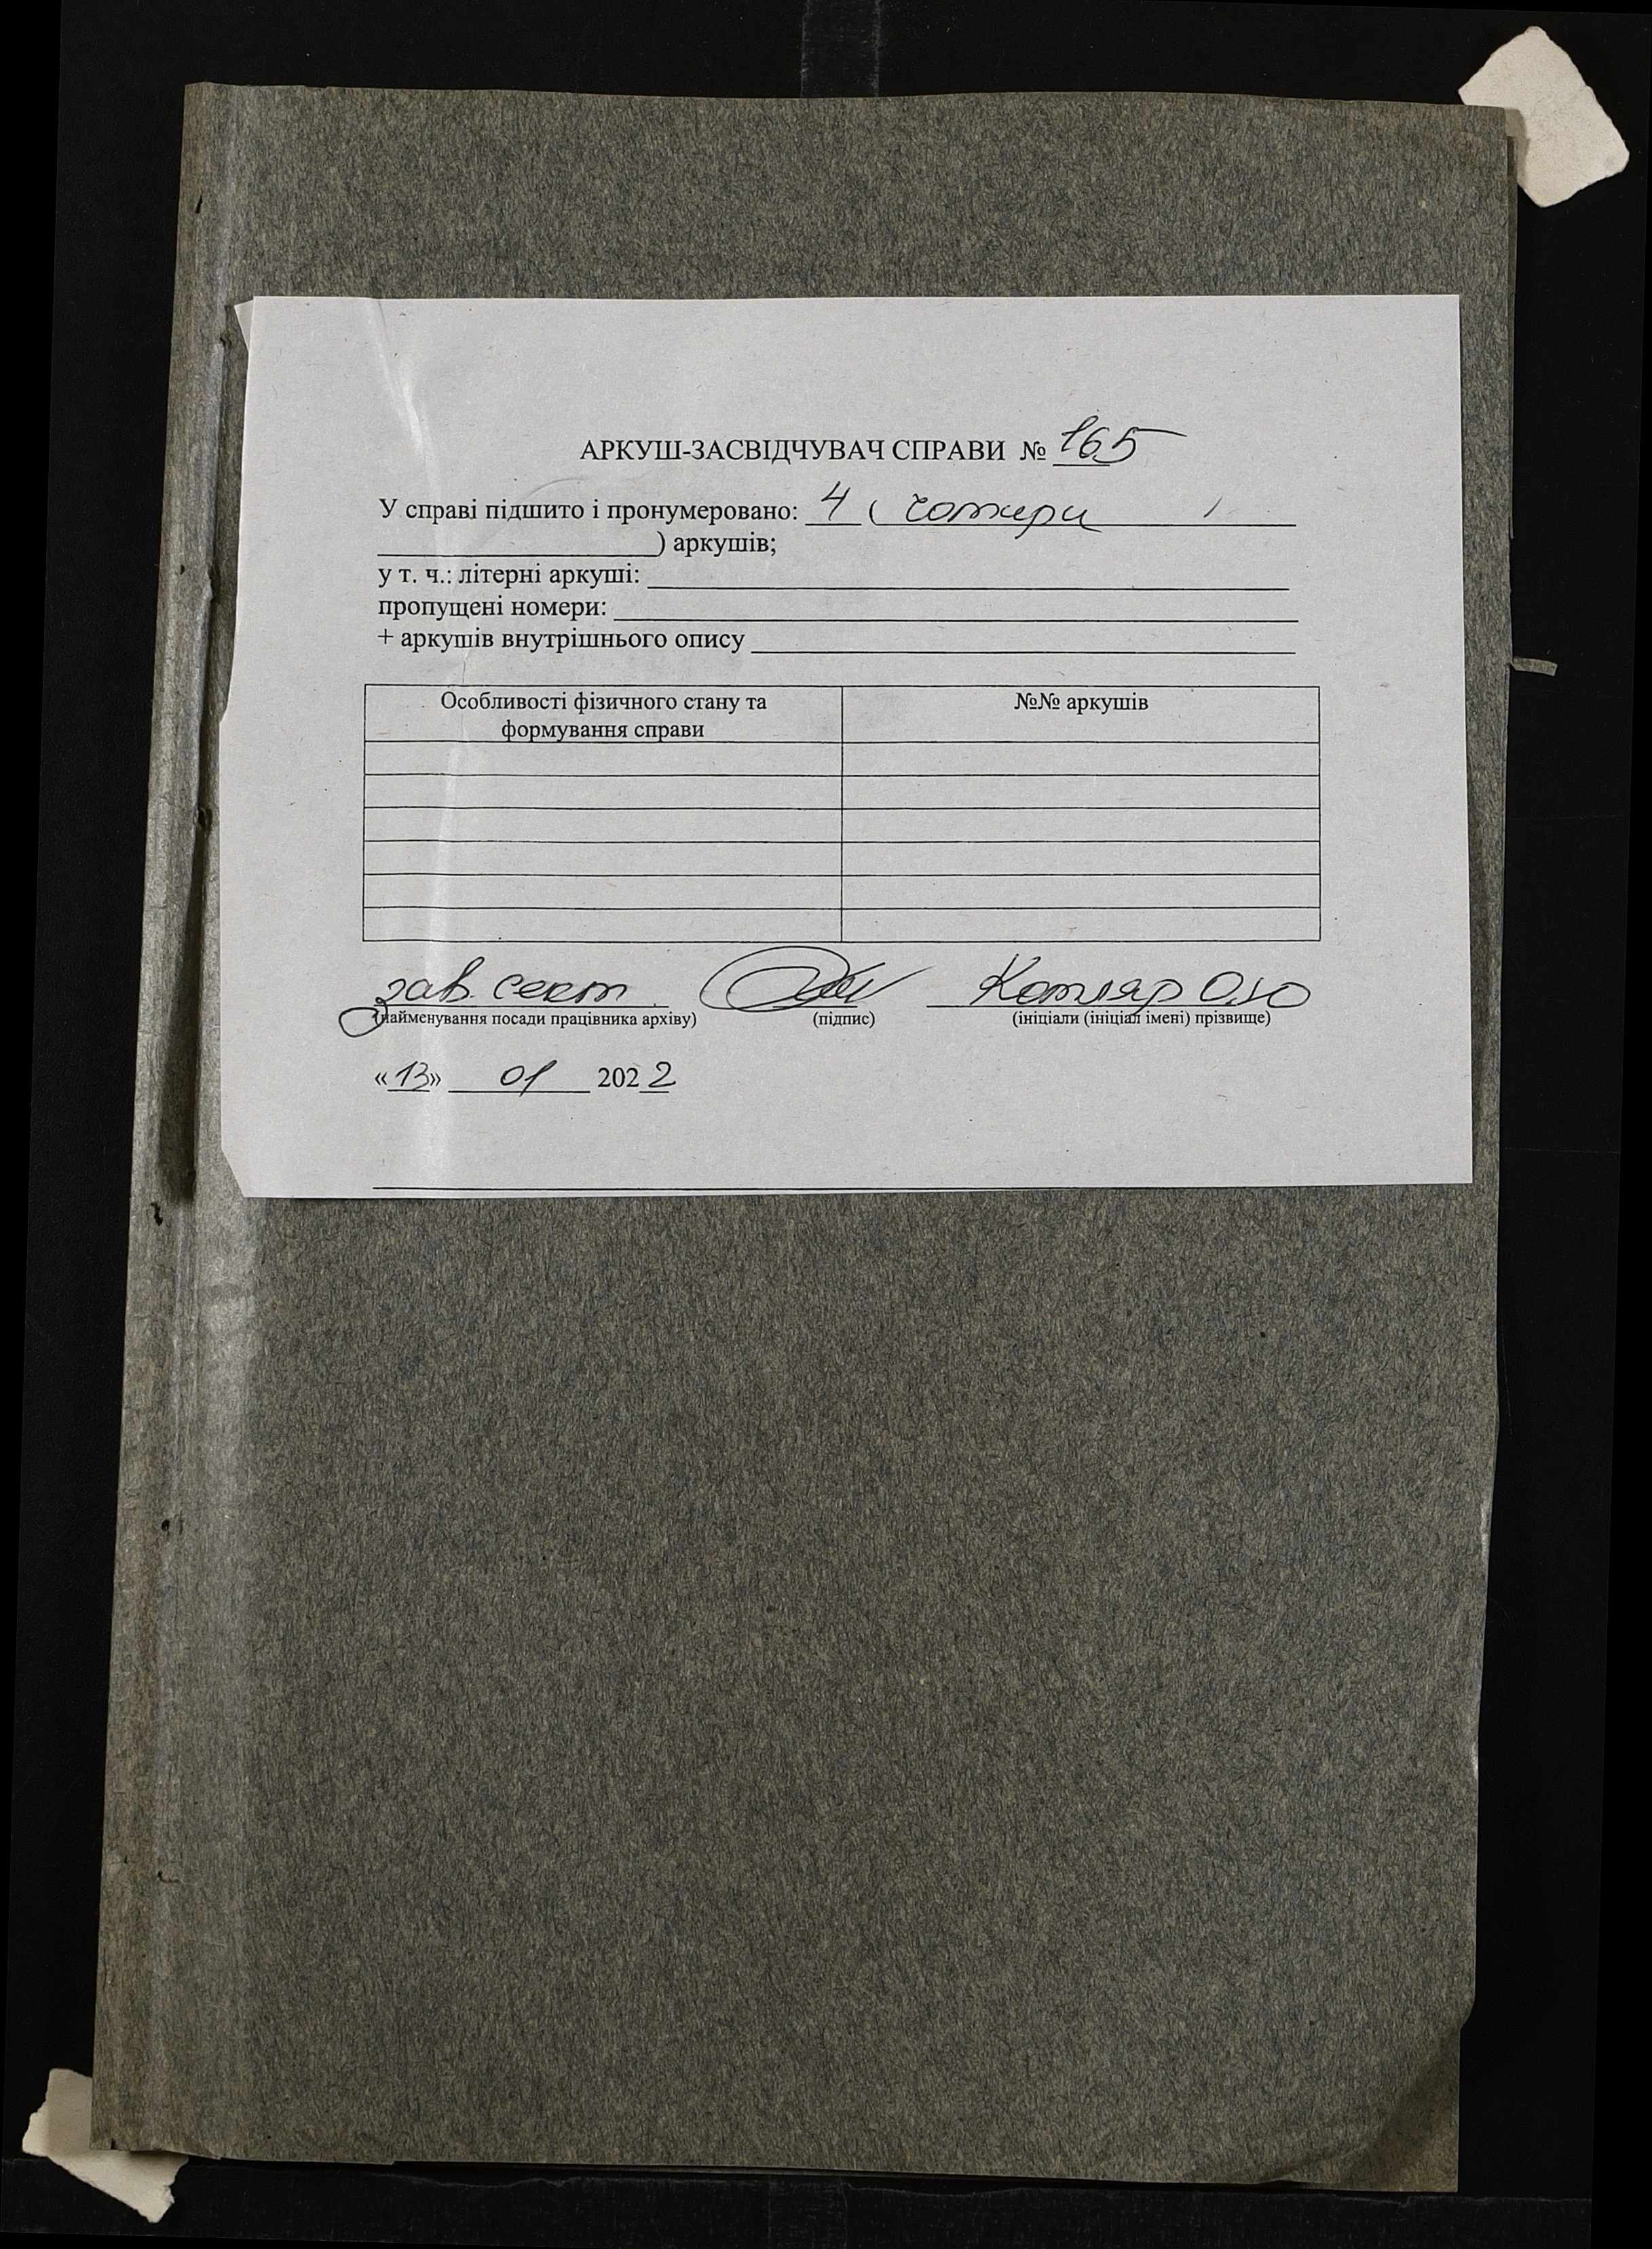 АРКУШ-ЗАСВІДЧУВАЧ СПРАВИ № 165
У справі підшито і пронумеровано: 4 ( чотири
) аркушів;
у т. ч.: літерні аркуші:
пропущені номери:
+ аркушів внутрішнього опису
Особливості фізичного стану та формування справи
№№ аркушів
зав. сект. Котляр О.Ю
(найменування посади працівника архіву) (підпис) (ініціали (ініціал імені) прізвище)
«13» 01 2022